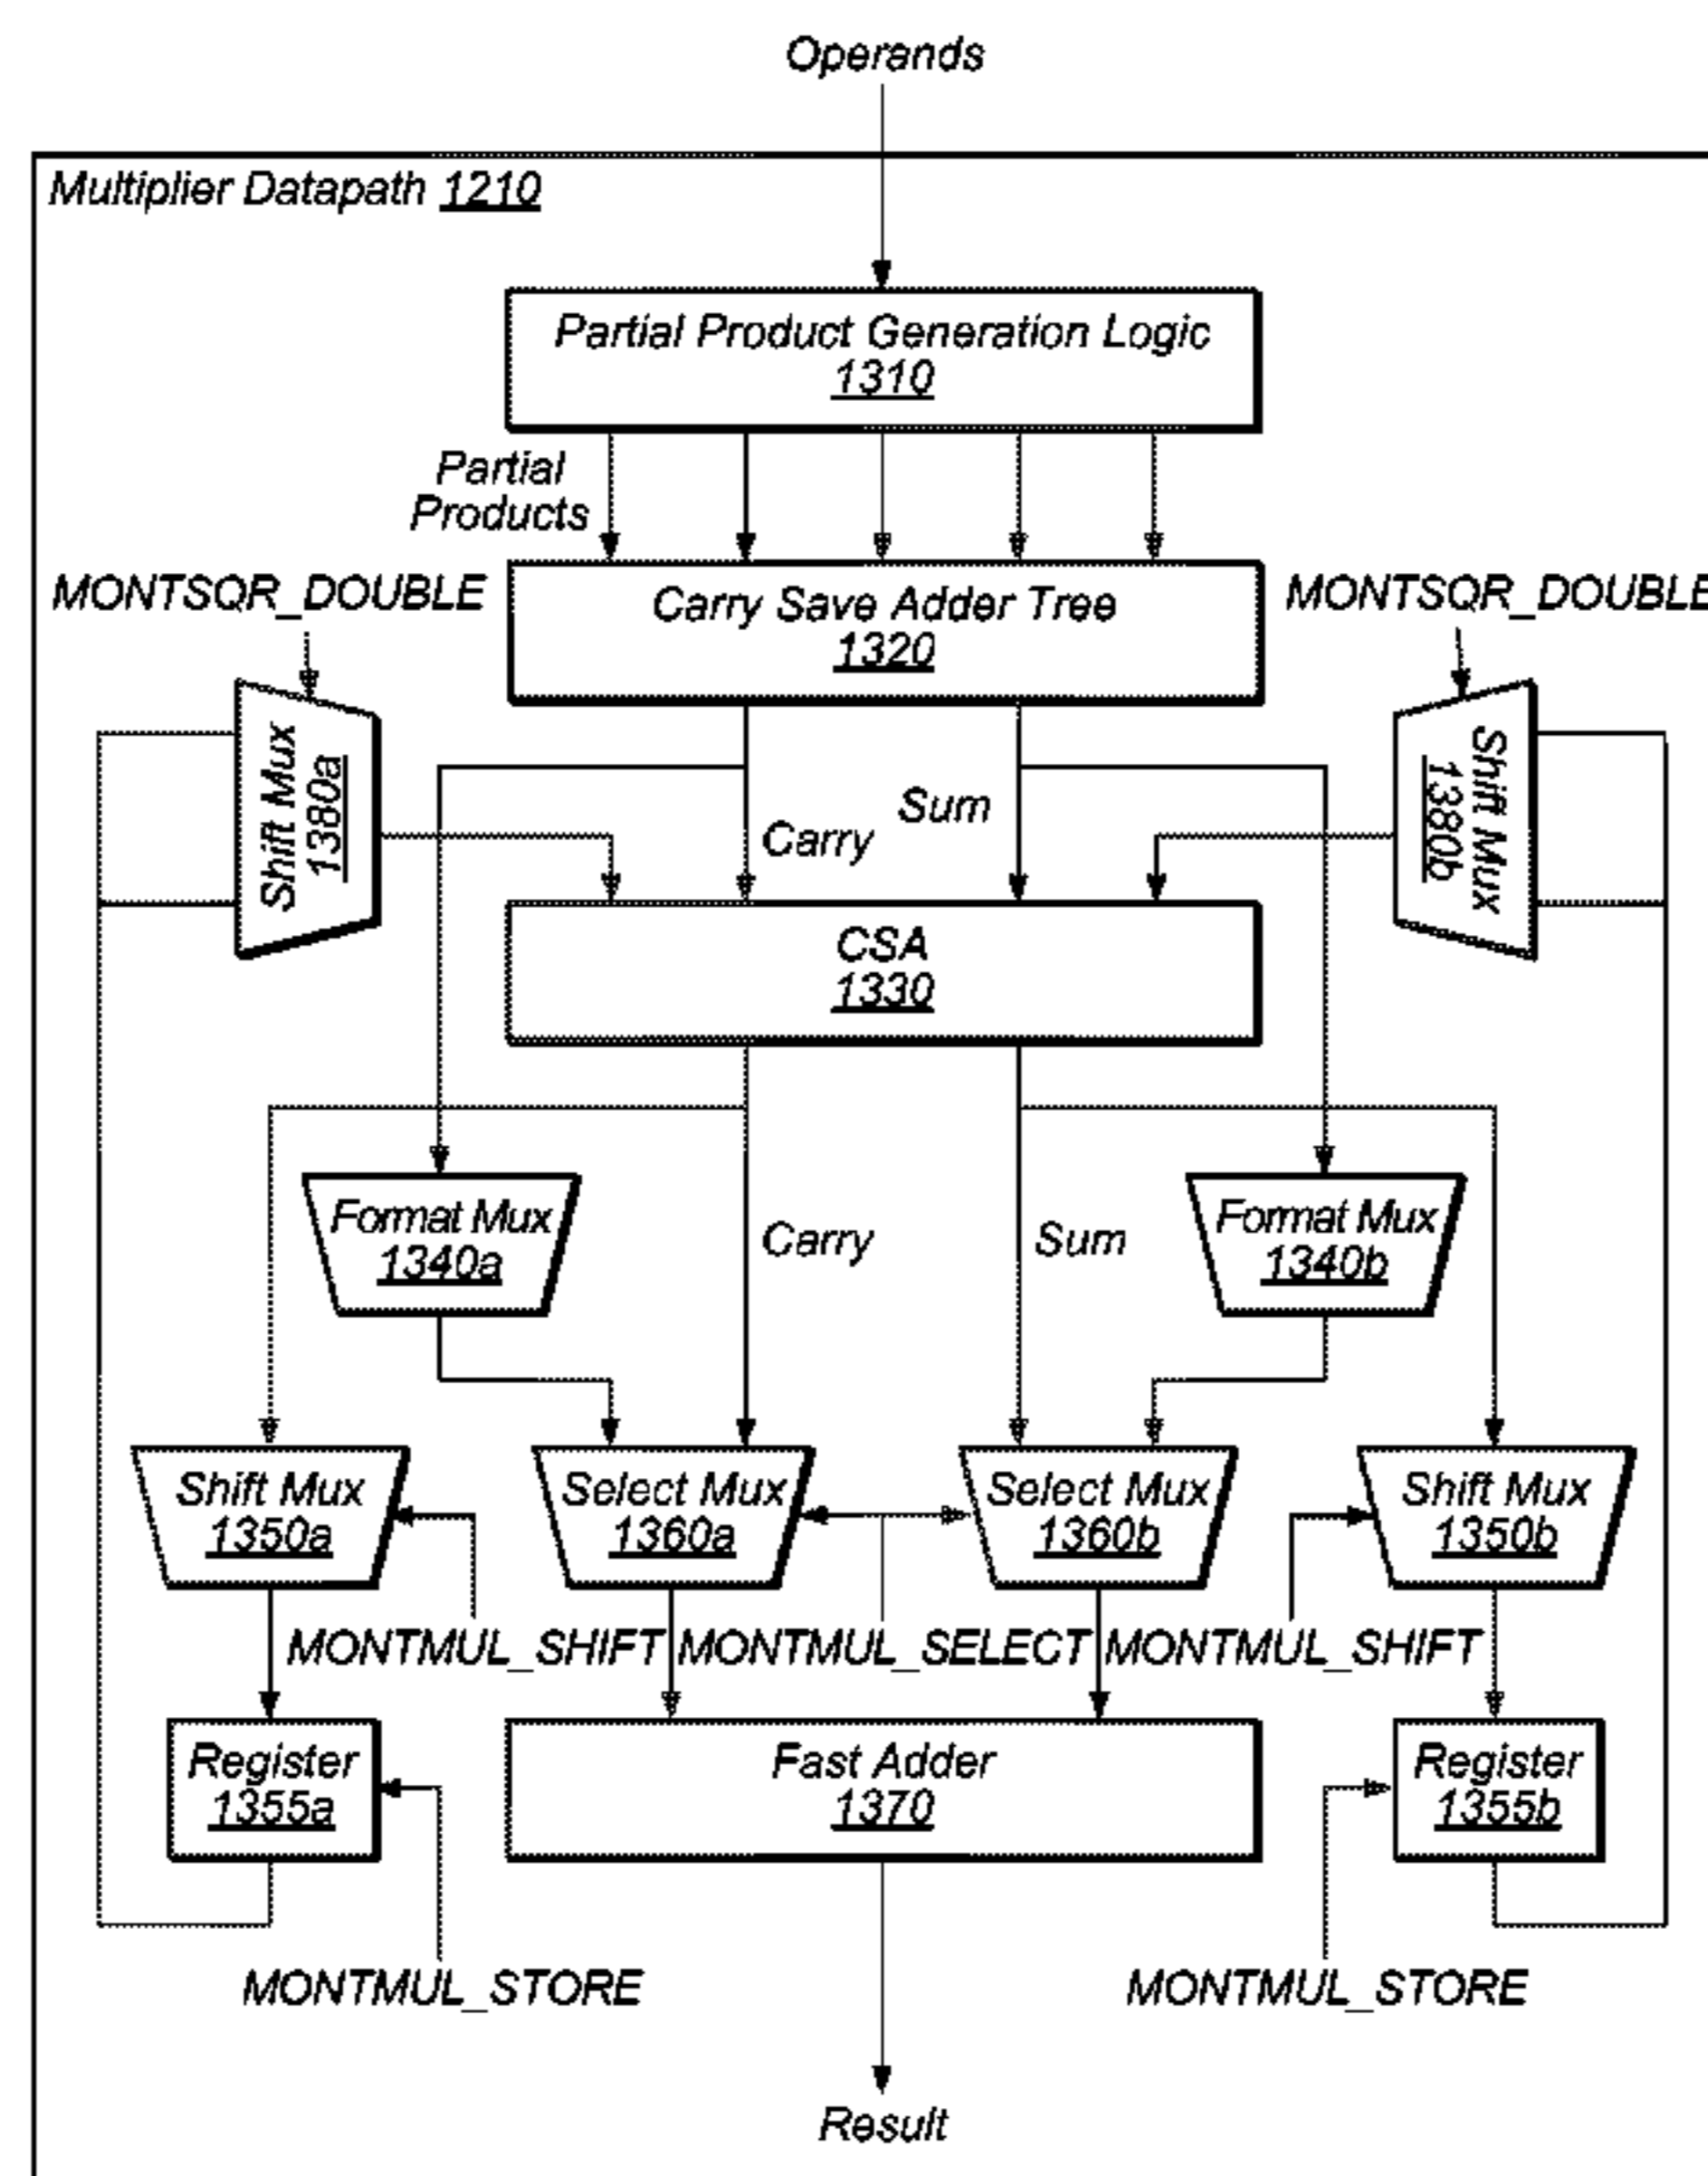 Operands
Multiplier Datapath 1210
Partial Product Generation Logic
1310
Partial
Products
MONTSQR_DOUBLE
Carry Save Adder Tree
1320
MONTSQR_DOUBLE
Shift Mux
1380a
Sum
Carry
Shift Mux
1380b
CSA
1330
Format Mux
1340a
Carry
Sum
Format Mux
1340b
Shift Mux
1350a
Select Mux
1360a
Select Mux
1360b
Shift Mux
1350b
MONTMUL_SHIFT
MONTMUL_SELECT
MONTMUL_SHIFT
Register
1355a
Fast Adder
1370
Register
1355b
MONTMUL_STORE
MONTMUL_STORE
Result